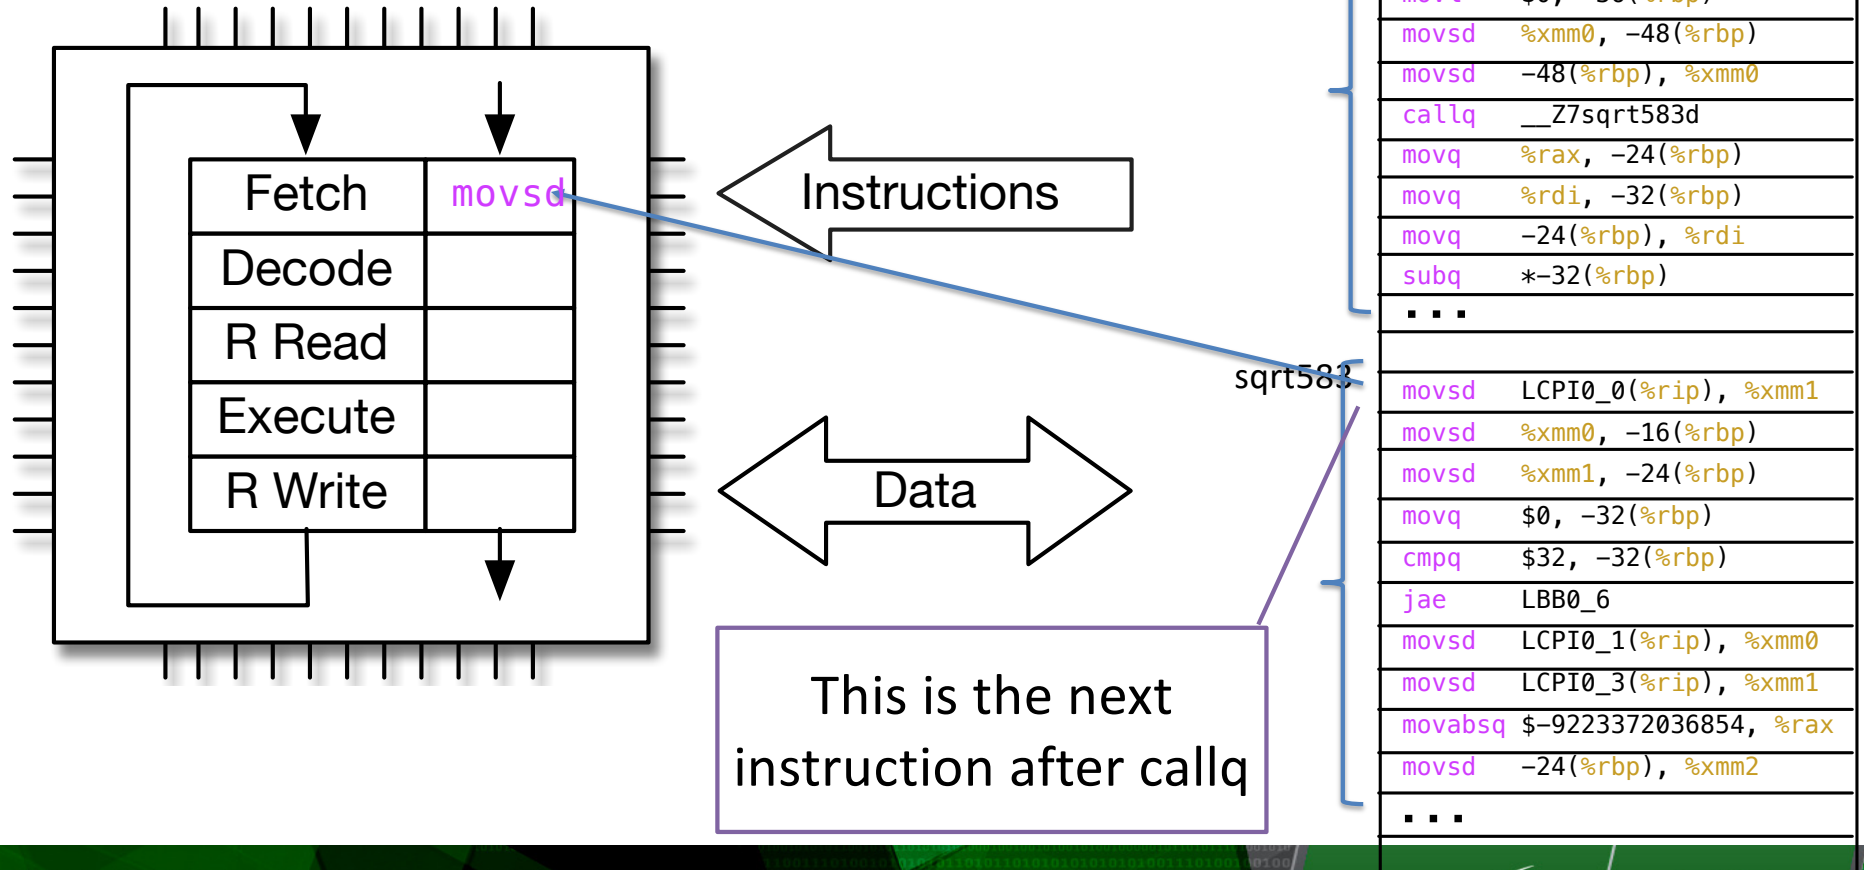 Fetch movsd
Decode
R Read
Execute
R Write
Instructions
Data
This is the next
instruction after callq
sqrt583
movsd %xmm0, -48(%rbp)
movsd -48(%rbp), %xmm0
callq __Z7sqrt583d
movq %rax, -24(%rbp)
movq %rdi, -32(%rbp)
movq -24(%rbp), %rdi
subq *-32(%rbp)
...
movsd LCPI0_0(%rip), %xmm1
movsd %xmm0, -16(%rbp)
movsd %xmm1, -24(%rbp)
movq $0, -32(%rbp)
cmpq $32, -32(%rbp)
jae LBB0_6
movsd LCPI0_1(%rip), %xmm0
movsd LCPI0_3(%rip), %xmm1
movabsq $-9223372036854, %rax
movsd -24(%rbp), %xmm2
...